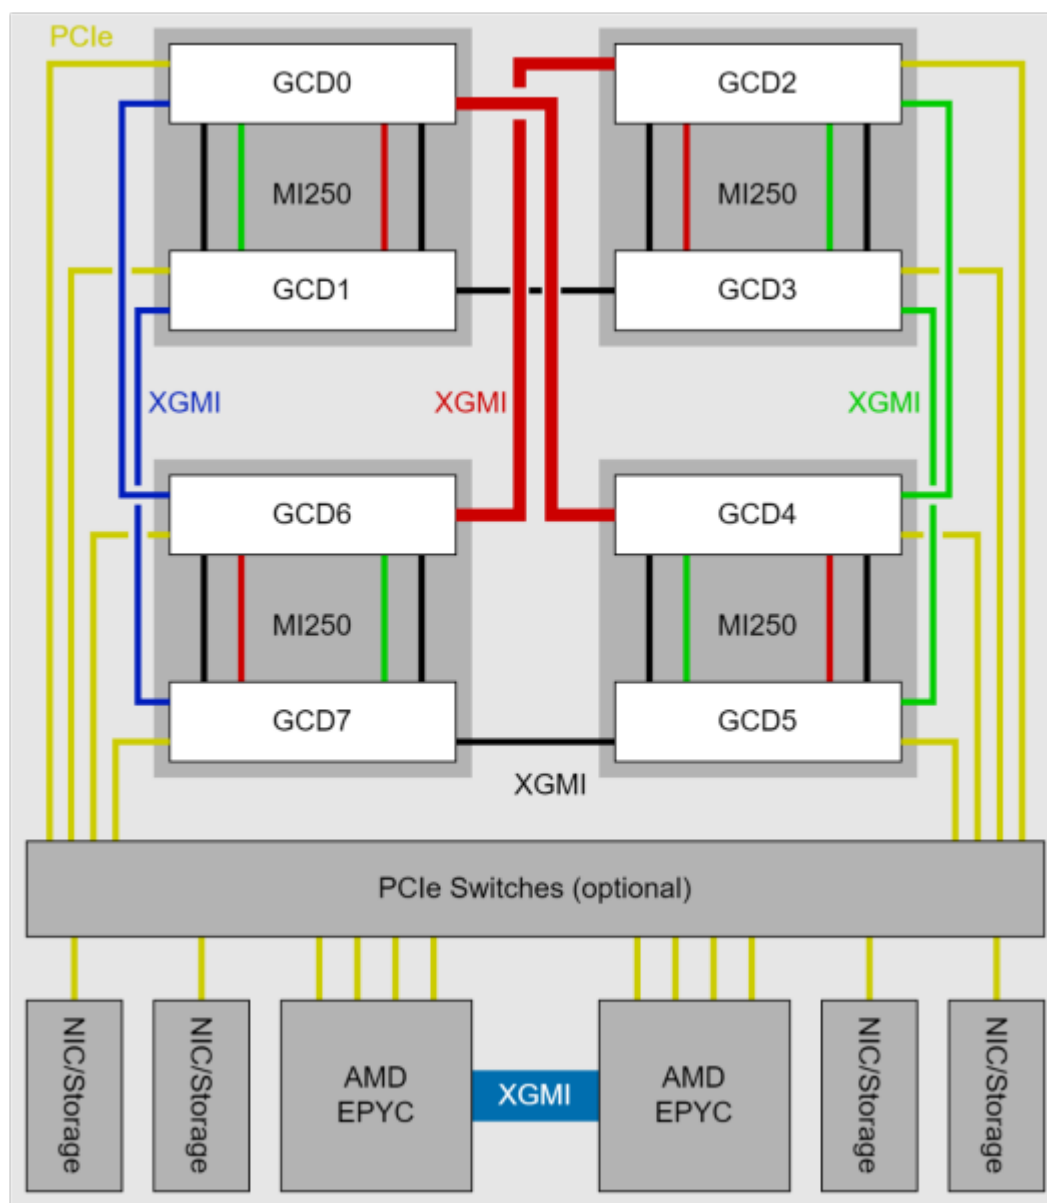 PCIe
GCD0
GCD2
MI250
MI250
GCD1
GCD3
XGMI
XGMI
XGMI
GCD6
GCD4
MI250
MI250
GCD7
GCD5
XGMI
PCIe Switches (optional)
NIC/Storage
NIC/Storage
AMD
EPYC
XGMI
AMD
EPYC
NIC/Storage
NIC/Storage